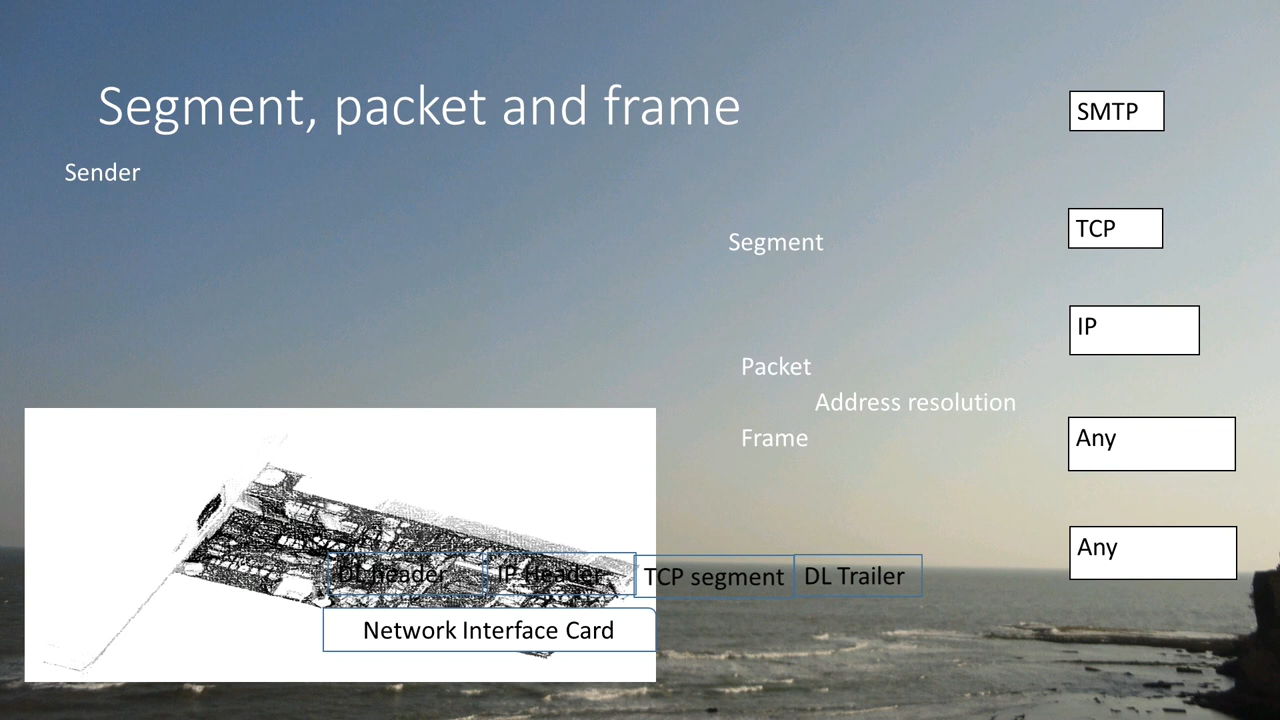 Segment, packet and frame
SMTP
Sender
TCP
Segment
IP
Packet
Address resolution
Frame
Any
Any
DL header
IP Header
TCP segment
DL Trailer
Network Interface Card